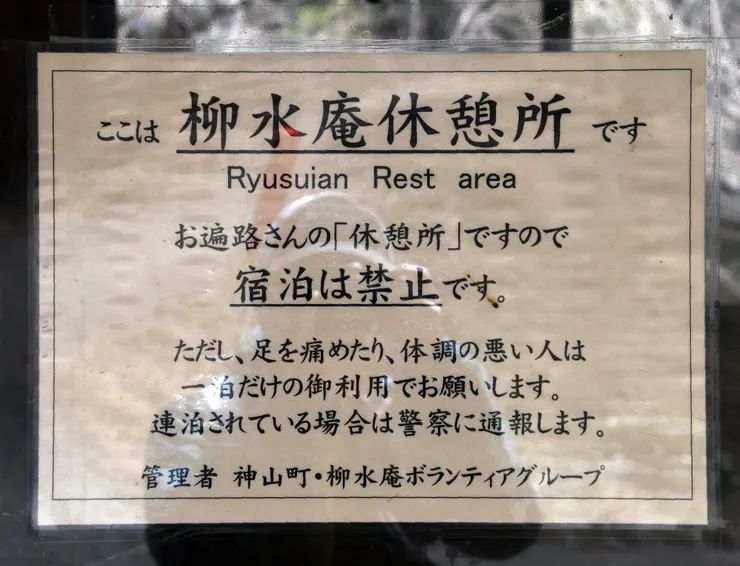 ここは 柳水庵休憩所 です
Ryusuian Rest area
お遍路さんの「休憩所」ですので
宿泊は禁止です。
ただし、足を痛めたり、体調の悪い人は
一泊だけの御利用でお願いします。
連泊されている場合は警察に通報します。
管理者 神山町・柳水庵ボランティアグループ